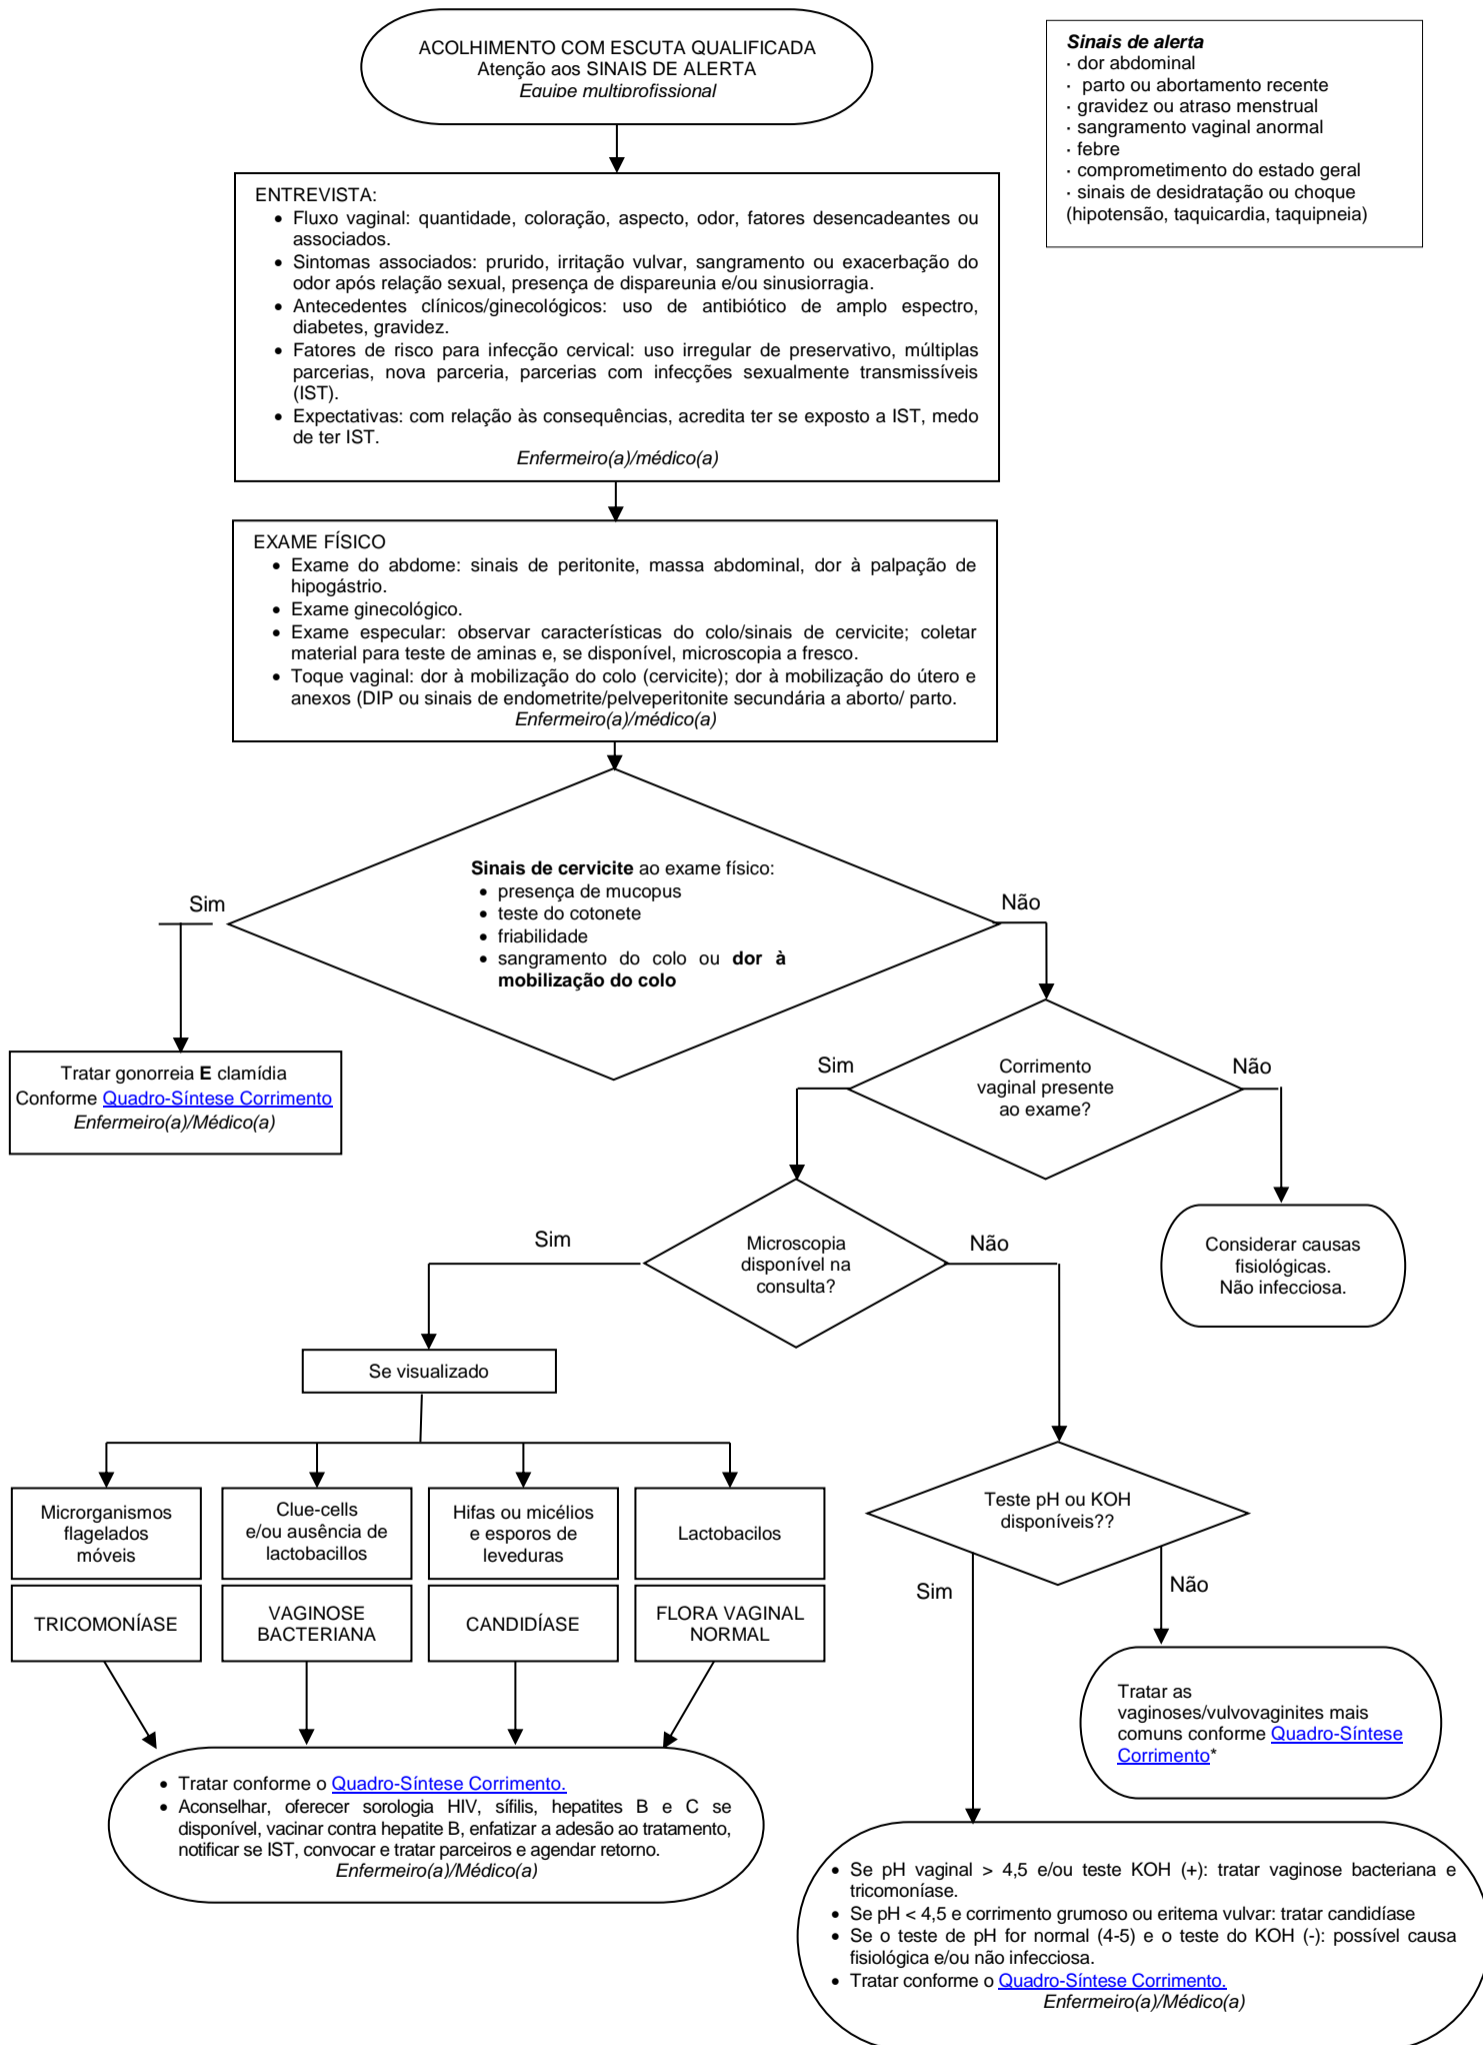 ACOLHIMENTO COM ESCUTA QUALIFICADA
Atenção aos SINAIS DE ALERTA
Equipe multiprofissional
Sinais de alerta
· dor abdominal
· parto ou abortamento recente
· gravidez ou atraso menstrual
· sangramento vaginal anormal
· febre
· comprometimento do estado geral
· sinais de desidratação ou choque
(hipotensão, taquicardia, taquipneia)
ENTREVISTA:
• Fluxo vaginal: quantidade, coloração, aspecto, odor, fatores desencadeantes ou
associados.
• Sintomas associados: prurido, irritação vulvar, sangramento ou exacerbação do
odor após relação sexual, presença de dispareunia e/ou sinusiorragia.
• Antecedentes clínicos/ginecológicos: uso de antibiótico de amplo espectro,
diabetes, gravidez.
• Fatores de risco para infecção cervical: uso irregular de preservativo, múltiplas
parcerias, nova parceria, parcerias com infecções sexualmente transmissíveis
(IST).
• Expectativas: com relação às consequências, acredita ter se exposto a IST, medo
de ter IST.
Enfermeiro(a)/médico(a)
EXAME FÍSICO
• Exame do abdome: sinais de peritonite, massa abdominal, dor à palpação de
hipogástrio.
• Exame ginecológico.
• Exame especular: observar características do colo/sinais de cervicite; coletar
material para teste de aminas e, se disponível, microscopia a fresco.
• Toque vaginal: dor à mobilização do colo (cervicite); dor à mobilização do útero e
anexos (DIP ou sinais de endometrite/pelveperitonite secundária a aborto/ parto.
Enfermeiro(a)/médico(a)
Sinais de cervicite ao exame físico:
• presença de mucopus
• teste do cotonete
• friabilidade
• sangramento do colo ou dor à
mobilização do colo
Sim
Não
Tratar gonorreia E clamídia
Conforme Quadro-Síntese Corrimento
Enfermeiro(a)/Médico(a)
Corrimento
vaginal presente
ao exame?
Sim
Não
Considerar causas
fisiológicas.
Não infecciosa.
Microscopia
disponível na
consulta?
Sim
Não
Se visualizado
Microrganismos
flagelados
móveis
Clue-cells
e/ou ausência de
lactobacillos
Hifas ou micélios
e esporos de
leveduras
Lactobacilos
TRICOMONÍASE
VAGINOSE
BACTERIANA
CANDIDÍASE
FLORA VAGINAL
NORMAL
Teste pH ou KOH
disponíveis??
Sim
Não
Tratar as
vaginoses/vulvovaginites mais
comuns conforme Quadro-Síntese
Corrimento*
• Tratar conforme o Quadro-Síntese Corrimento.
• Aconselhar, oferecer sorologia HIV, sífilis, hepatites B e C se
disponível, vacinar contra hepatite B, enfatizar a adesão ao tratamento,
notificar se IST, convocar e tratar parceiros e agendar retorno.
Enfermeiro(a)/Médico(a)
• Se pH vaginal > 4,5 e/ou teste KOH (+): tratar vaginose bacteriana e
tricomoníase.
• Se pH < 4,5 e corrimento grumoso ou eritema vulvar: tratar candidíase
• Se o teste de pH for normal (4-5) e o teste do KOH (-): possível causa
fisiológica e/ou não infecciosa.
• Tratar conforme o Quadro-Síntese Corrimento.
Enfermeiro(a)/Médico(a)